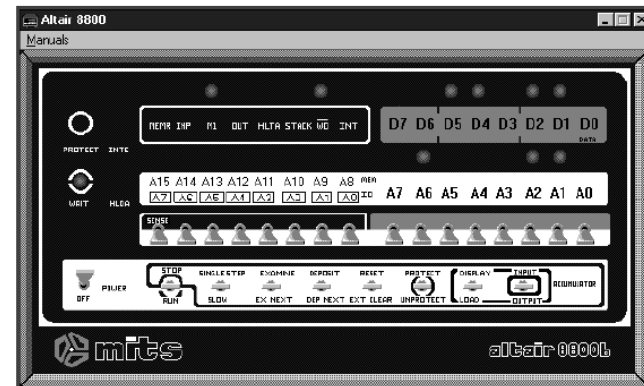 Altair 8800
Manuals
MEMR INP M1 OUT HLTA STACK WO INT
D7 D6 D5 D4 D3 D2 D1 D0
DATA
PROTECT INTE
A15 A14 A13 A12 A11 A10 A9 A8 MEM
A7 A6 A5 A4 A3 A2 A1 A0 IO
A7 A6 A5 A4 A3 A2 A1 A0
WAIT HLDA
SENSE
STOP SINGLE STEP EXAMINE DEPOSIT RESET PROTECT DISPLAY INPUT
OFF POWER
ACCUMULATOR
RUN SLOW EX NEXT DEP NEXT EXT CLEAR UNPROTECT LOAD OUTPUT
mits
altair 8800b